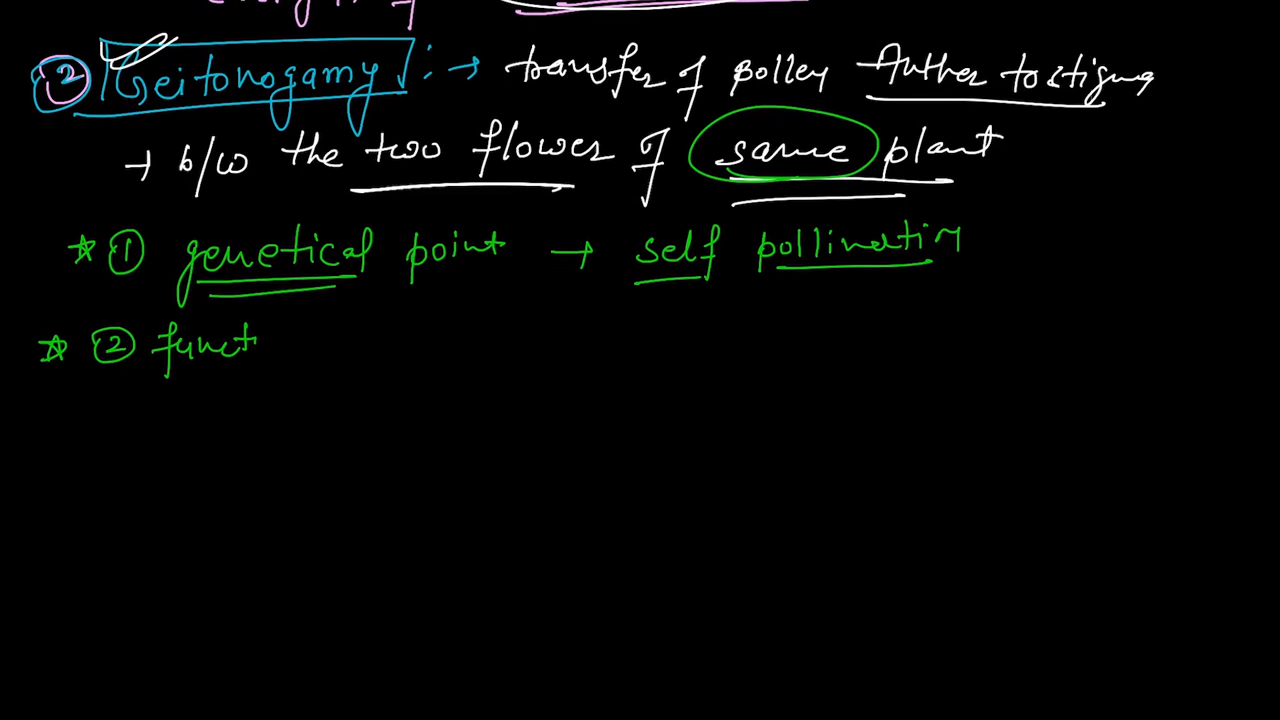 ② Geitonogamy :→ transfer of pollen Anther to stigma
→ b/w the two flower of same plant
* ① genetical point → self pollination
* ② funct